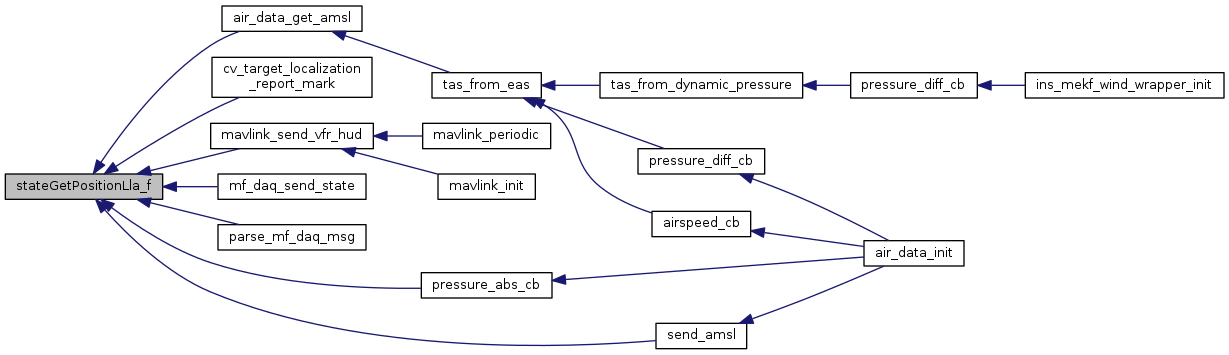 air_data_get_amsl
cv_target_localization
_report_mark
tas_from_eas
tas_from_dynamic_pressure
pressure_diff_cb
ins_mekf_wind_wrapper_init
mavlink_send_vfr_hud
mavlink_periodic
pressure_diff_cb
stateGetPositionLla_f
mf_daq_send_state
mavlink_init
airspeed_cb
parse_mf_daq_msg
air_data_init
pressure_abs_cb
send_amsl